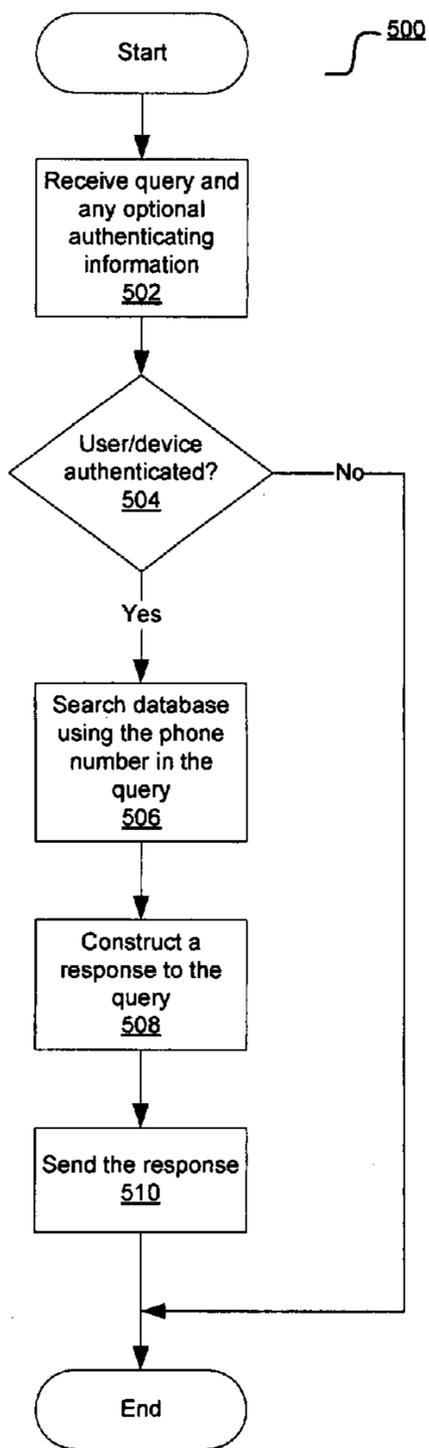 Start
500
Receive query and
any optional
authenticating
information
502
User/device
authenticated?
504
No
Yes
Search database
using the phone
number in the
query
506
Construct a
response to the
query
508
Send the response
510
End